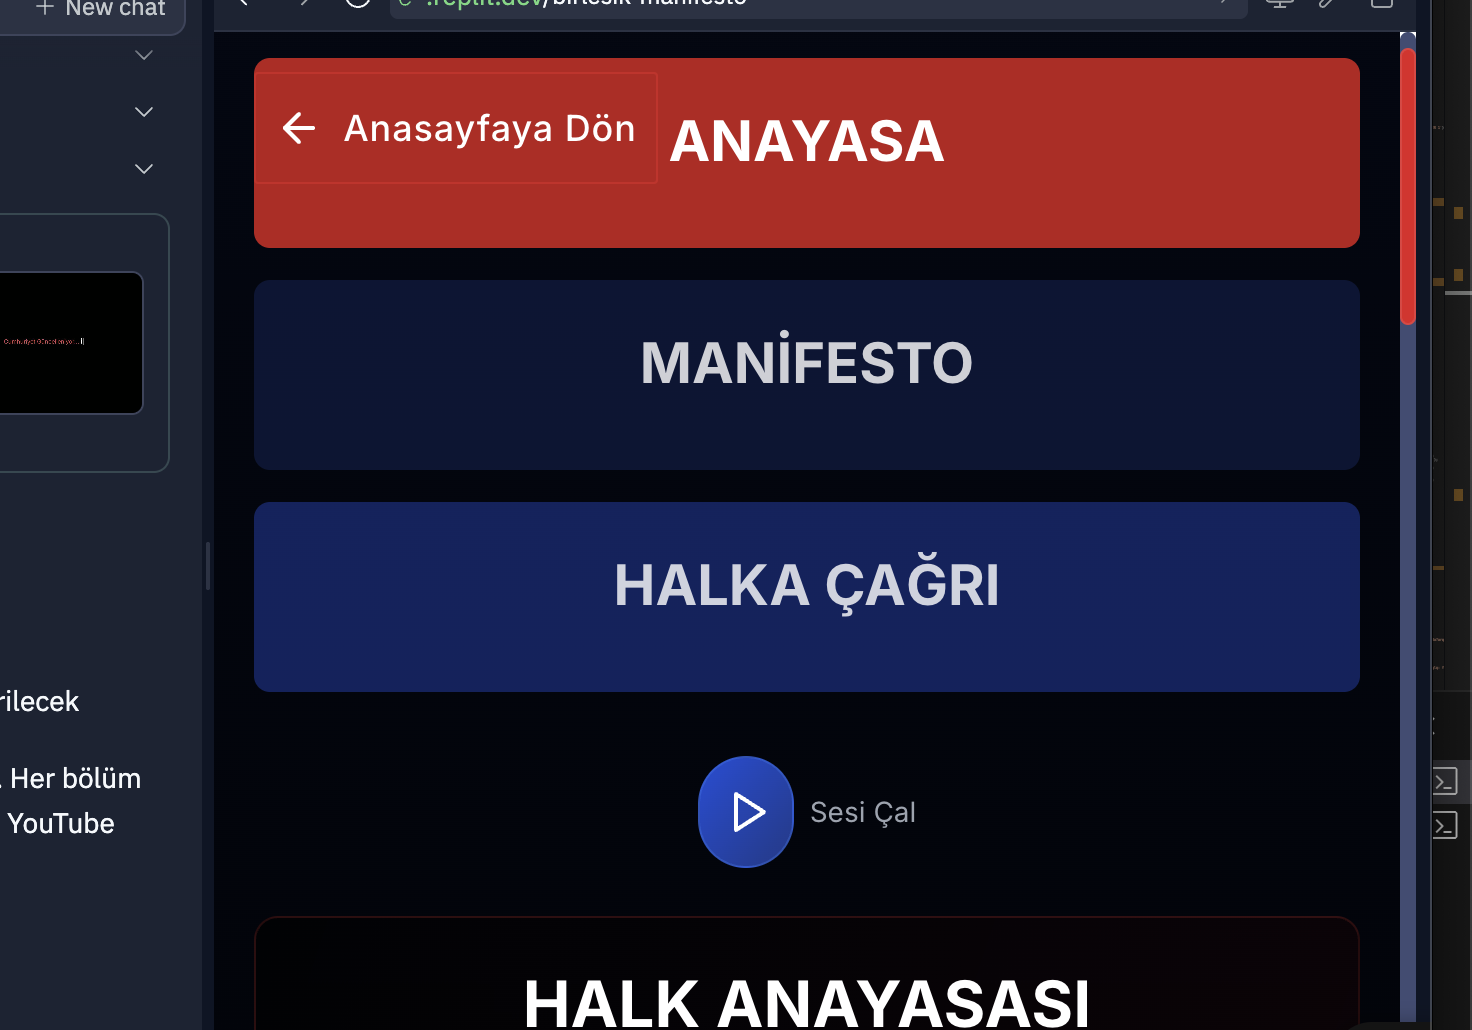 + New chat
.replit.dev/birlesik-manifesto
← Anasayfaya Dön
ANAYASA
MANİFESTO
HALKA ÇAĞRI
Sesi Çal
HALK ANAYASASI
rilecek
. Her bölüm
YouTube